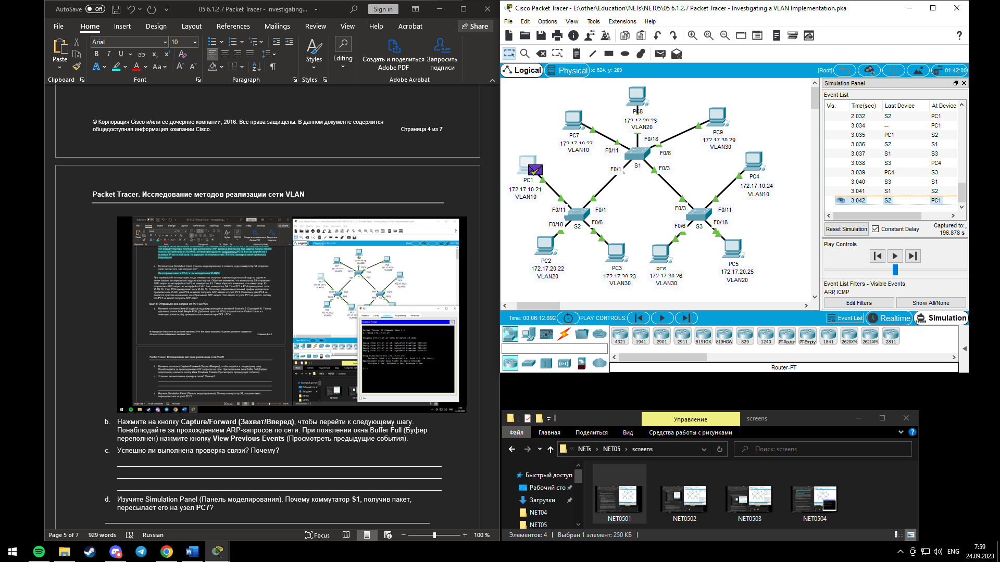 AutoSave Off 05 6.1.2.7 Packet Tracer - Investigating... Sign in
File Home Insert Design Layout References Mailings Review View Help Acrobat Share
Arial 10
Paste Styles Editing Создать и поделиться Adobe PDF Запросить подписи
Clipboard Font Paragraph Styles Adobe Acrobat
© Корпорация Cisco и/или ее дочерние компании, 2016. Все права защищены. В данном документе содержится
общедоступная информация компании Cisco. Страница 4 из 7
Packet Tracer. Исследование методов реализации сети VLAN
b. Нажмите на кнопку Capture/Forward (Захват/Вперед), чтобы перейти к следующему шагу.
Понаблюдайте за прохождением ARP-запросов по сети. При появлении окна Buffer Full (Буфер
переполнен) нажмите кнопку View Previous Events (Просмотреть предыдущие события).
c. Успешно ли выполнена проверка связи? Почему?
d. Изучите Simulation Panel (Панель моделирования). Почему коммутатор S1, получив пакет,
пересылает его на узел PC7?
Page 5 of 7 929 words Russian Focus 100 %
Cisco Packet Tracer - E:\other\Education\NETs\NET05\05 6.1.2.7 Packet Tracer - Investigating a VLAN Implementation.pka
File Edit Options View Tools Extensions Help
Logical Physical x: 624, y: 289 [Root] 01:42:00
PC8
172.17.20.28
VLAN20
PC7
172.17.10.27
VLAN10
PC9
172.17.30.29
VLAN30
F0/11 F0/18 F0/6
S1
F0/1 F0/3
PC1
172.17.10.21
VLAN10
PC4
172.17.10.24
VLAN10
F0/11 F0/1
S2
F0/18 F0/6
F0/3 F0/11
S3
F0/6 F0/18
PC2
172.17.20.22
VLAN20
PC3
172.17.30.23
VLAN30
PC6
172.17.30.26
VLAN30
PC5
172.17.20.25
VLAN20
Simulation Panel
Event List
Vis. Time(sec) Last Device At Device
2.032 S2 PC1
3.034 -- PC1
3.035 PC1 S2
3.036 S2 S1
3.037 S1 S3
3.038 S3 PC4
3.039 PC4 S3
3.040 S3 S1
3.041 S1 S2
3.042 S2 PC1
Reset Simulation Constant Delay Captured to:
196.878 s
Play Controls
Event List Filters - Visible Events
ARP, ICMP
Edit Filters Show All/None
Time: 00:06:12.892 PLAY CONTROLS: Event List Realtime Simulation
4321 1941 2901 2911 819IOX 819HGW 829 1240 PT-Router PT-Empty 1841 2620XM 2621XM 2811
Router-PT
Управление screens
Файл Главная Поделиться Вид Средства работы с рисунками
NETs NET05 screens Поиск: screens
Быстрый доступ
Рабочий сто
Загрузки
NET04
NET05
NET0501 NET0502 NET0503 NET0504
Элементов: 4 Выбран 1 элемент: 250 КБ
ENG 7:59
24.09.2023